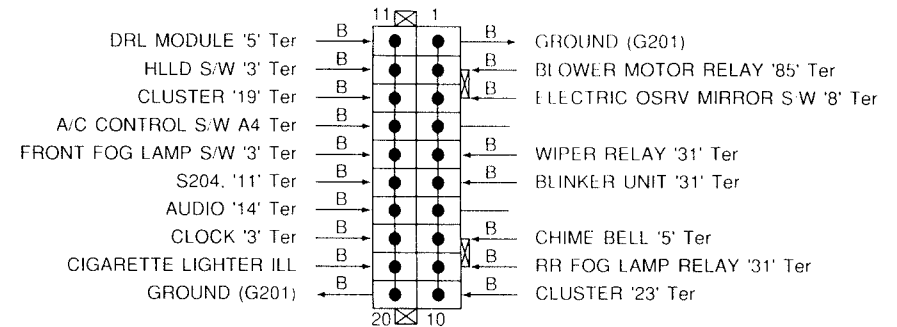 11 1
DRL MODULE '5' Ter B B GROUND (G201)
HLLD S/W '3' Ter B B BLOWER MOTOR RELAY '85' Ter
CLUSTER '19' Ter B B ELECTRIC OSRV MIRROR S/W '8' Ter
A/C CONTROL S/W A4 Ter B
FRONT FOG LAMP S/W '3' Ter B B WIPER RELAY '31' Ter
S204, '11' Ter B B BLINKER UNIT '31' Ter
AUDIO '14' Ter B
CLOCK '3' Ter B B CHIME BELL '5' Ter
CIGARETTE LIGHTER ILL B B RR FOG LAMP RELAY '31' Ter
GROUND (G201) B B CLUSTER '23' Ter
20 10